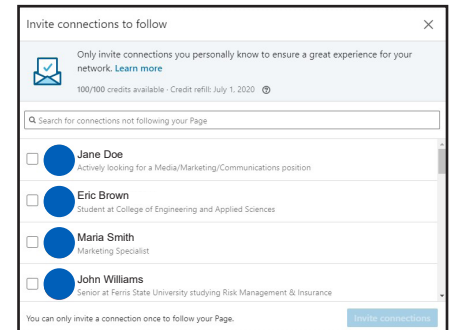 Invite connections to follow
Only invite connections you personally know to ensure a great experience for your
network. Learn more
100/100 credits available · Credit refill: July 1, 2020
Search for connections not following your Page
Jane Doe
Actively looking for a Media/Marketing/Communications position
Eric Brown
Student at College of Engineering and Applied Sciences
Maria Smith
Marketing Specialist
John Williams
Senior at Ferris State University studying Risk Management & Insurance
You can only invite a connection once to follow your Page.
Invite connections